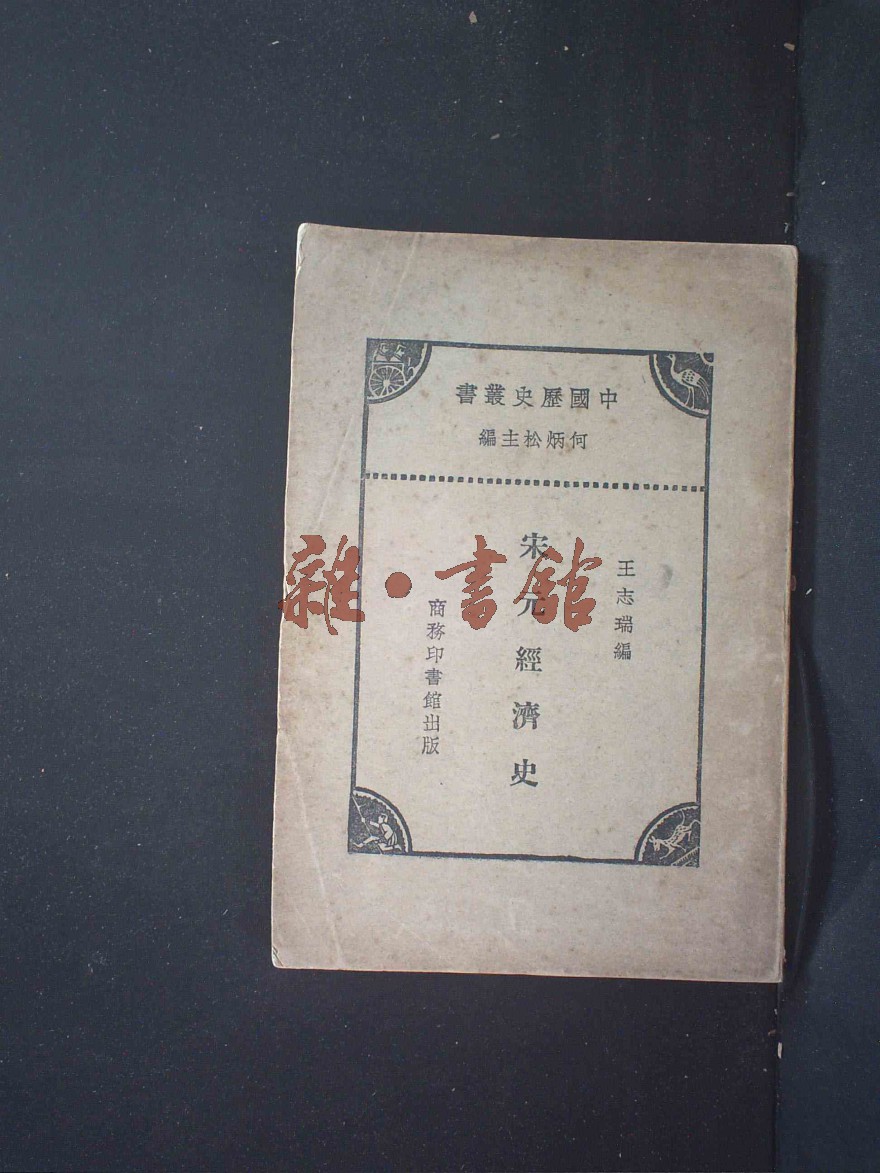 中國歷史叢書
何炳松主編
王志瑞編
宋元經濟史
商務印書館出版
雜·書館